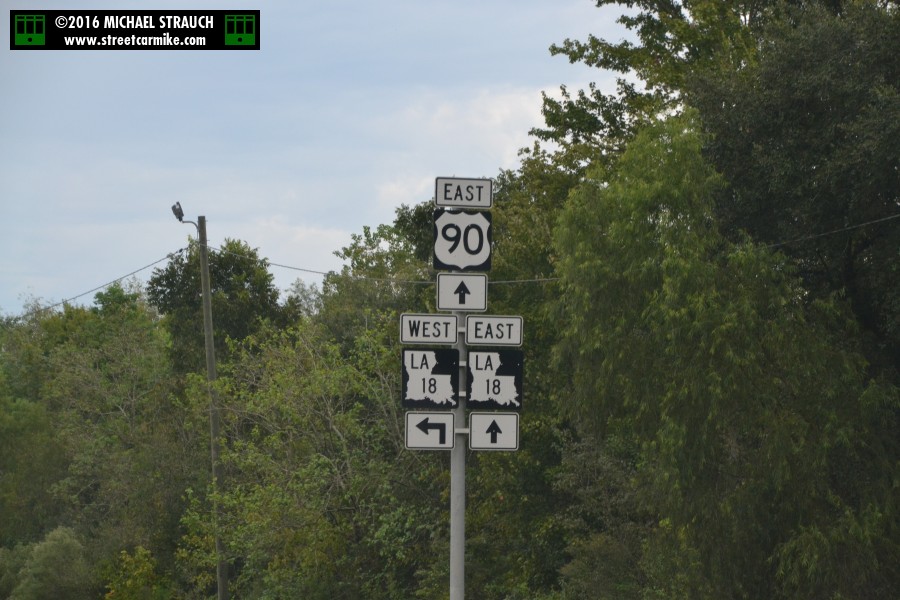 ©2016 MICHAEL STRAUCH
www.streetcarmike.com
EAST
90
WEST EAST
LA LA
18 18